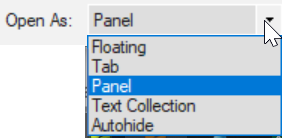 Open As: Panel
Floating
Tab
Panel
Text Collection
Autohide